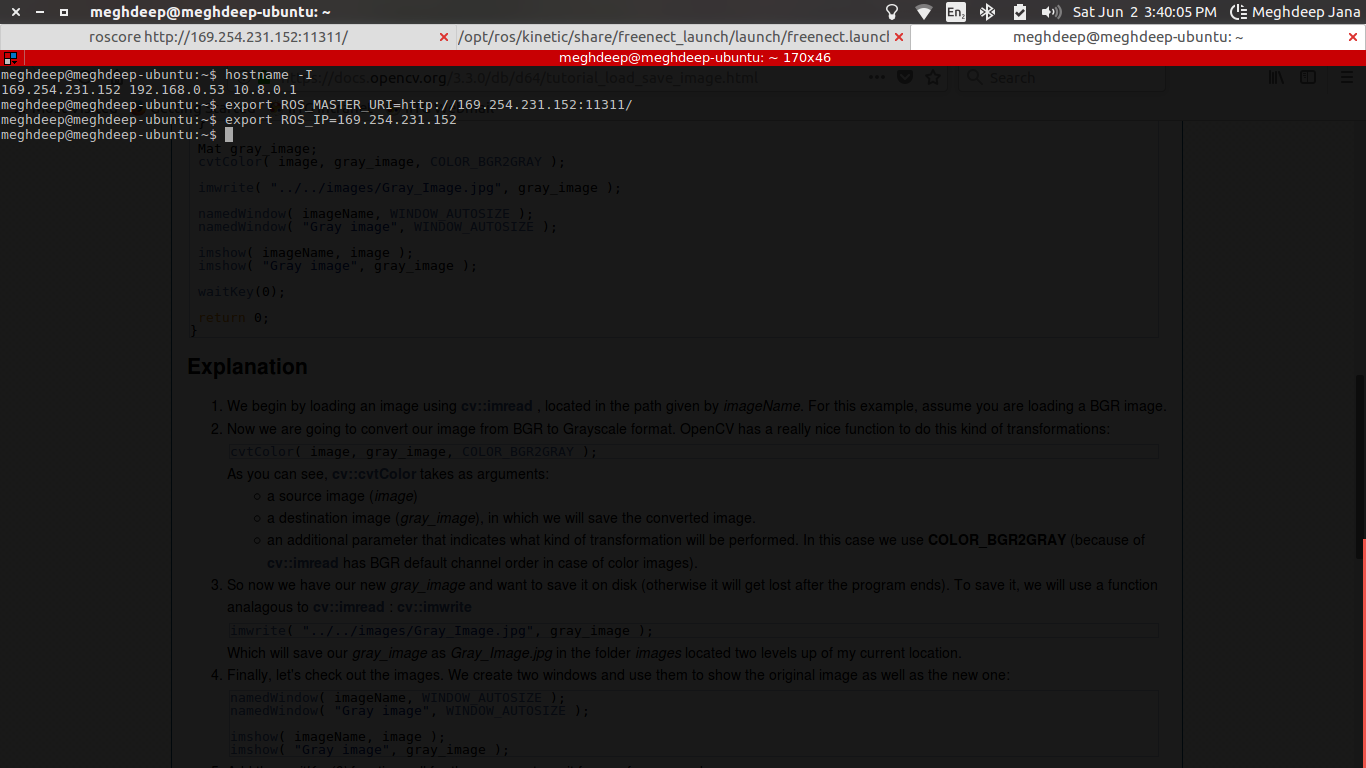 meghdeep@meghdeep-ubuntu: ~
En₂
Sat Jun 2 3:40:05 PM
Meghdeep Jana
roscore http://169.254.231.152:11311/
/opt/ros/kinetic/share/freenect_launch/launch/freenect.launcl
meghdeep@meghdeep-ubuntu: ~
meghdeep@meghdeep-ubuntu: ~ 170x46
meghdeep@meghdeep-ubuntu:~$ hostname -I
docs.opencv.org/3.3.0/db/d64/tutorial_load_save_image.html
Search
169.254.231.152 192.168.0.53 10.8.0.1
meghdeep@meghdeep-ubuntu:~$ export ROS_MASTER_URI=http://169.254.231.152:11311/
meghdeep@meghdeep-ubuntu:~$ export ROS_IP=169.254.231.152
meghdeep@meghdeep-ubuntu:~$
Mat gray_image;
cvtColor( image, gray_image, COLOR_BGR2GRAY );
imwrite( "../../images/Gray_Image.jpg", gray_image );
namedWindow( imageName, WINDOW_AUTOSIZE );
namedWindow( "Gray image", WINDOW_AUTOSIZE );
imshow( imageName, image );
imshow( "Gray image", gray_image );
waitKey(0);
return 0;
}
Explanation
1. We begin by loading an image using cv::imread , located in the path given by imageName. For this example, assume you are loading a BGR image.
2. Now we are going to convert our image from BGR to Grayscale format. OpenCV has a really nice function to do this kind of transformations:
cvtColor( image, gray_image, COLOR_BGR2GRAY );
As you can see, cv::cvtColor takes as arguments:
○ a source image (image)
○ a destination image (gray_image), in which we will save the converted image.
○ an additional parameter that indicates what kind of transformation will be performed. In this case we use COLOR_BGR2GRAY (because of
cv::imread has BGR default channel order in case of color images).
3. So now we have our new gray_image and want to save it on disk (otherwise it will get lost after the program ends). To save it, we will use a function
analagous to cv::imread : cv::imwrite
imwrite( "../../images/Gray_Image.jpg", gray_image );
Which will save our gray_image as Gray_Image.jpg in the folder images located two levels up of my current location.
4. Finally, let's check out the images. We create two windows and use them to show the original image as well as the new one:
namedWindow( imageName, WINDOW_AUTOSIZE );
namedWindow( "Gray image", WINDOW_AUTOSIZE );
imshow( imageName, image );
imshow( "Gray image", gray_image );